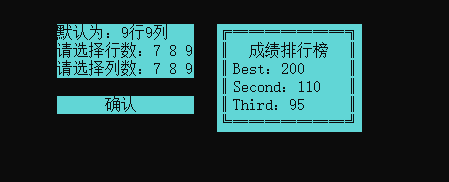 默认为：9行9列
请选择行数：7 8 9
请选择列数：7 8 9
确认
成绩排行榜
Best：200
Second：110
Third：95